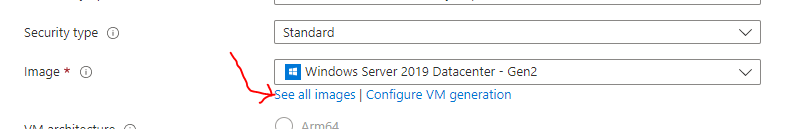 Security type
Standard
Image *
Windows Server 2019 Datacenter - Gen2
See all images | Configure VM generation
VM architecture
Arm64